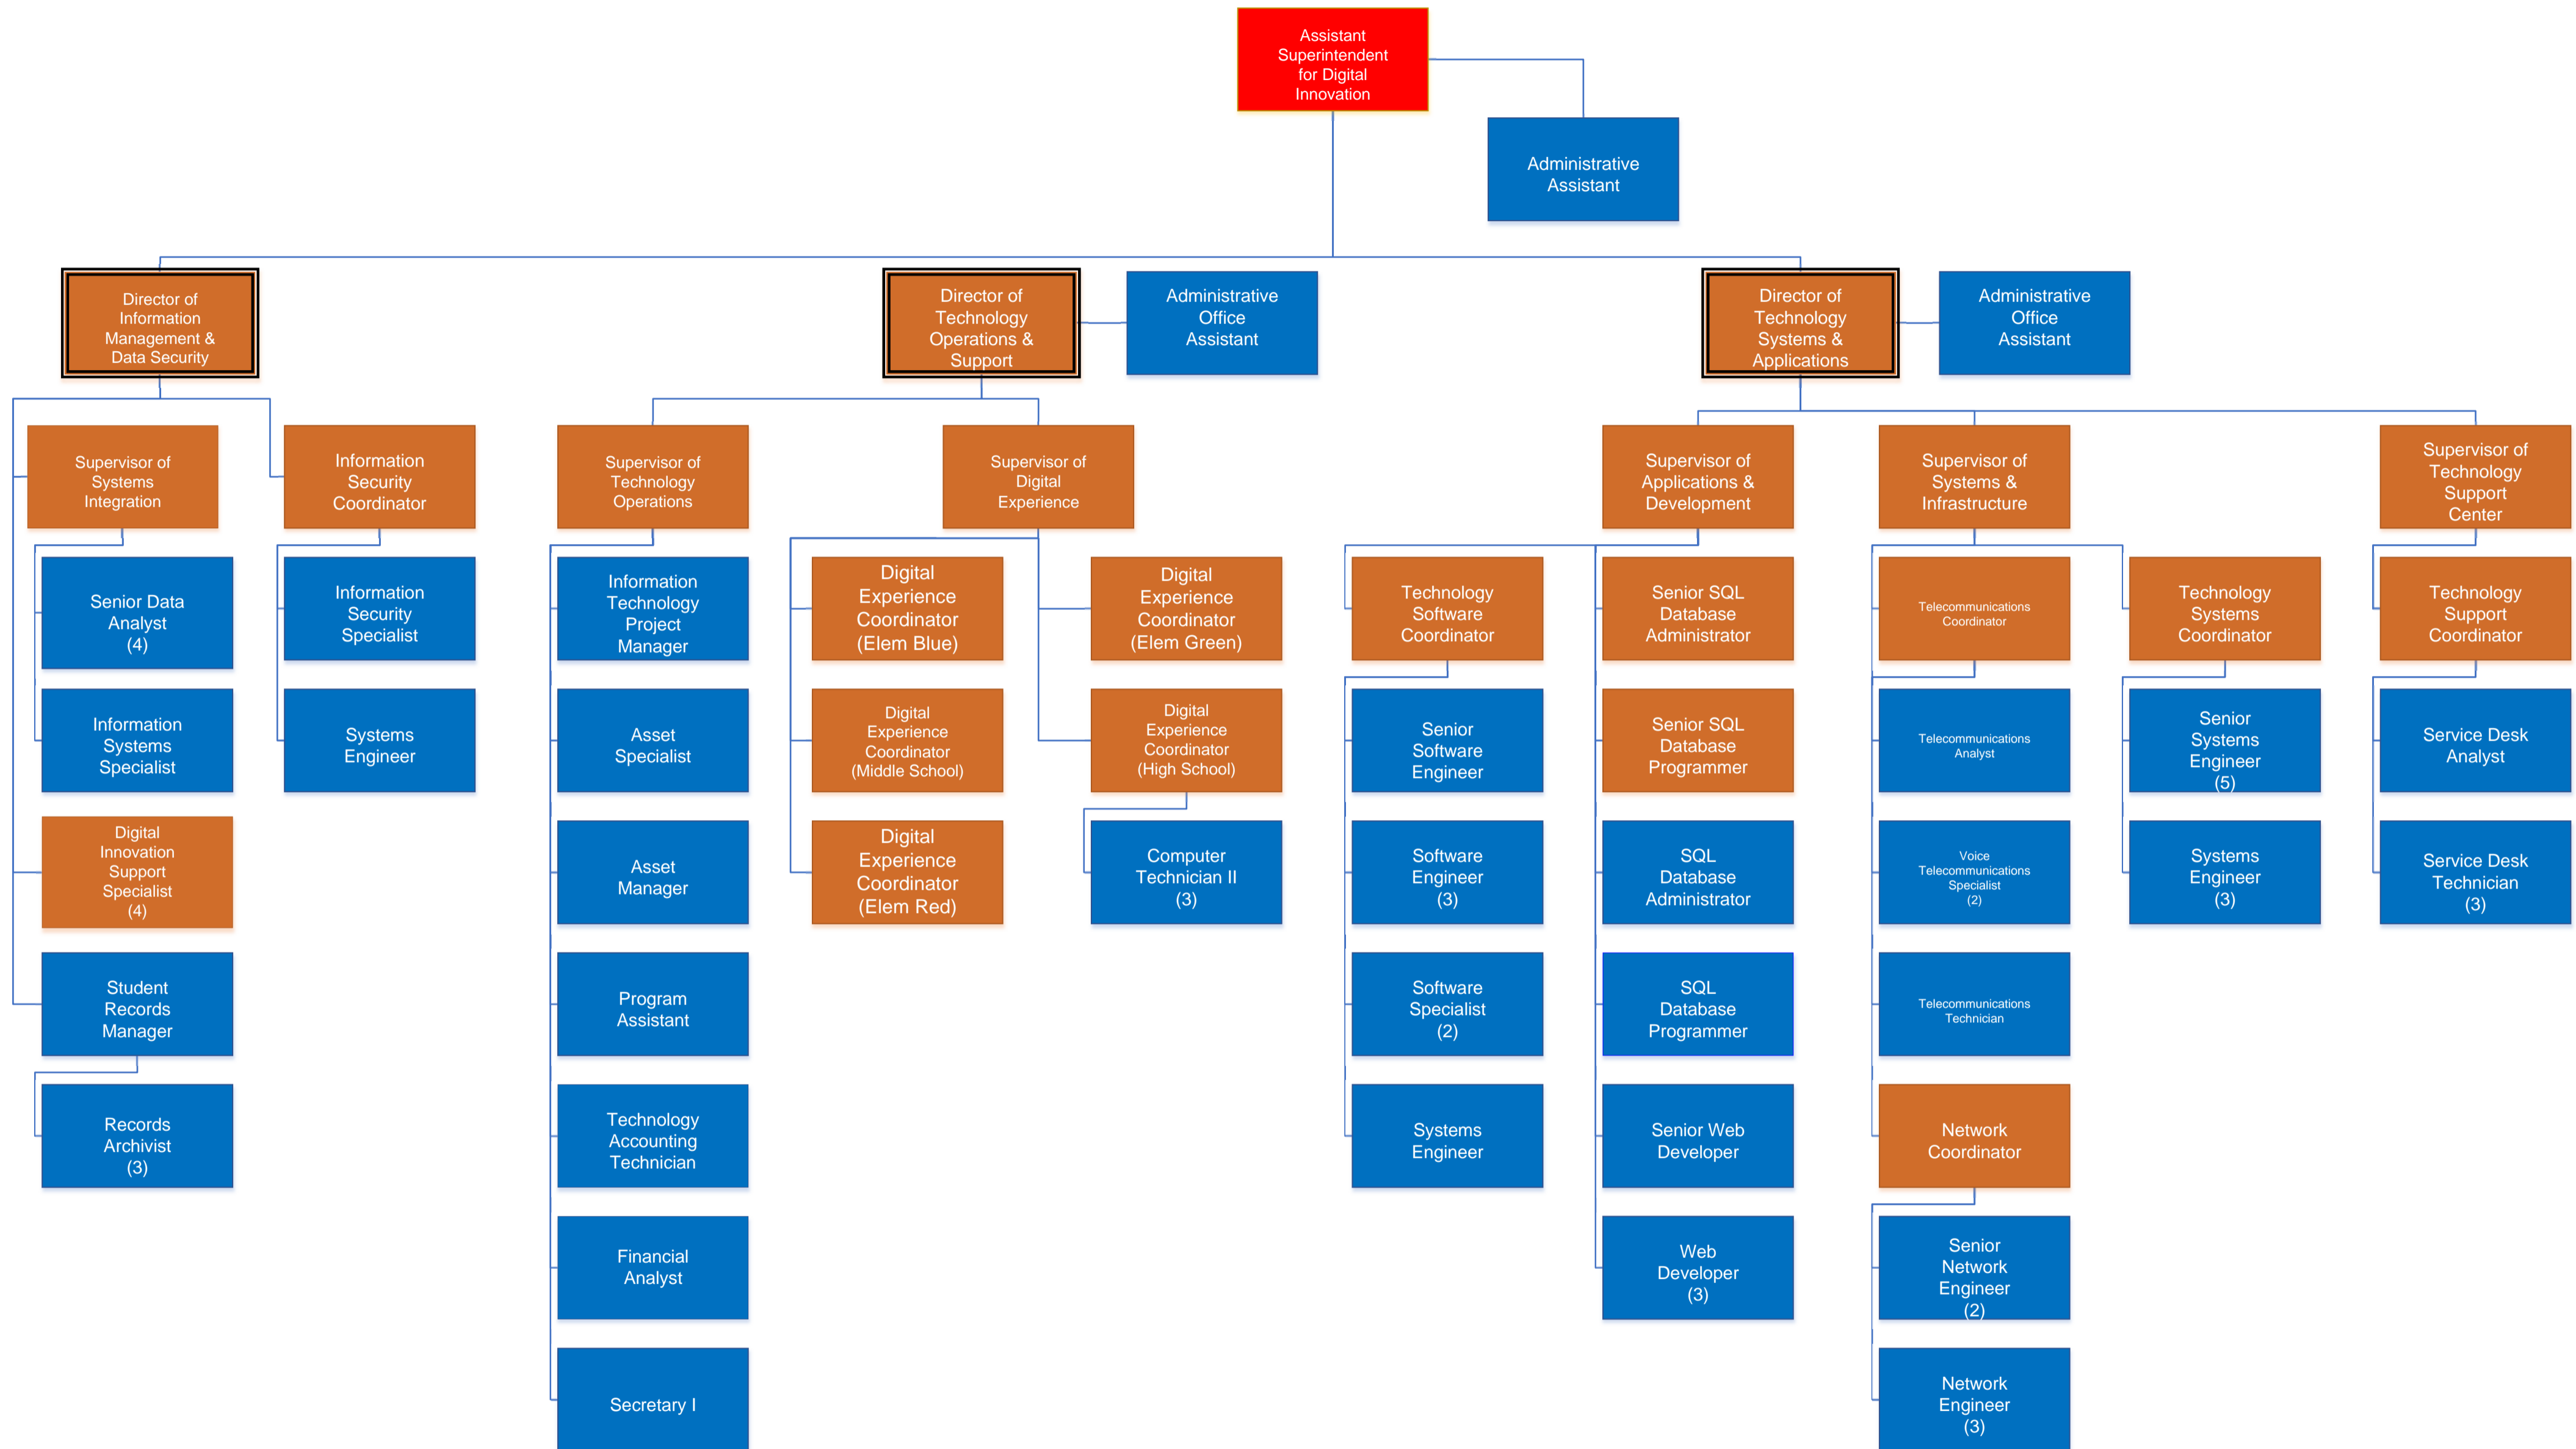 Assistant
Superintendent
for Digital
Innovation
Administrative
Assistant
Director of
Information
Management &
Data Security
Director of
Technology
Operations &
Support
Administrative
Office
Assistant
Director of
Technology
Systems &
Applications
Administrative
Office
Assistant
Supervisor of
Systems
Integration
Information
Security
Coordinator
Supervisor of
Technology
Operations
Supervisor of
Digital
Experience
Supervisor of
Applications &
Development
Supervisor of
Systems &
Infrastructure
Supervisor of
Technology
Support
Center
Senior Data
Analyst
(4)
Information
Security
Specialist
Information
Technology
Project
Manager
Digital
Experience
Coordinator
(Elem Blue)
Digital
Experience
Coordinator
(Elem Green)
Technology
Software
Coordinator
Senior SQL
Database
Administrator
Telecommunications
Coordinator
Technology
Systems
Coordinator
Technology
Support
Coordinator
Information
Systems
Specialist
Systems
Engineer
Asset
Specialist
Digital
Experience
Coordinator
(Middle School)
Digital
Experience
Coordinator
(High School)
Senior
Software
Engineer
Senior SQL
Database
Programmer
Telecommunications
Analyst
Senior
Systems
Engineer
(5)
Service Desk
Analyst
Digital
Innovation
Support
Specialist
(4)
Asset
Manager
Digital
Experience
Coordinator
(Elem Red)
Computer
Technician II
(3)
Software
Engineer
(3)
SQL
Database
Administrator
Voice
Telecommunications
Specialist
(2)
Systems
Engineer
(3)
Service Desk
Technician
(3)
Student
Records
Manager
Program
Assistant
Software
Specialist
(2)
SQL
Database
Programmer
Telecommunications
Technician
Records
Archivist
(3)
Technology
Accounting
Technician
Systems
Engineer
Senior Web
Developer
Network
Coordinator
Financial
Analyst
Web
Developer
(3)
Senior
Network
Engineer
(2)
Secretary I
Network
Engineer
(3)